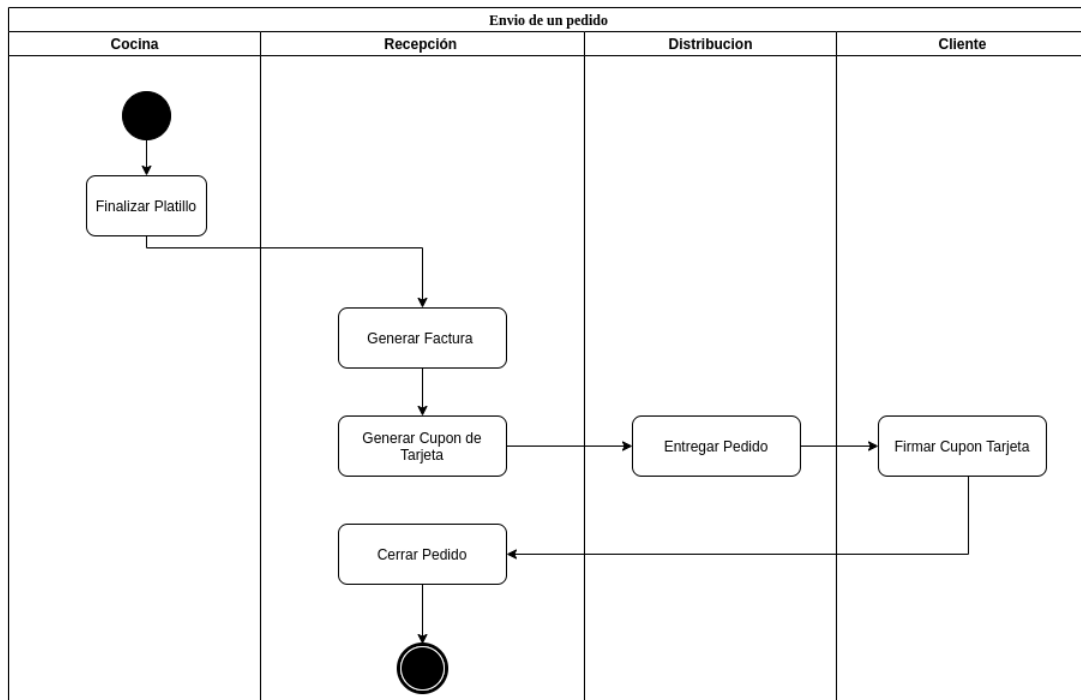 Envio de un pedido
Cocina
Recepción
Distribucion
Cliente
Finalizar Platillo
Generar Factura
Generar Cupon de
Tarjeta
Entregar Pedido
Firmar Cupon Tarjeta
Cerrar Pedido